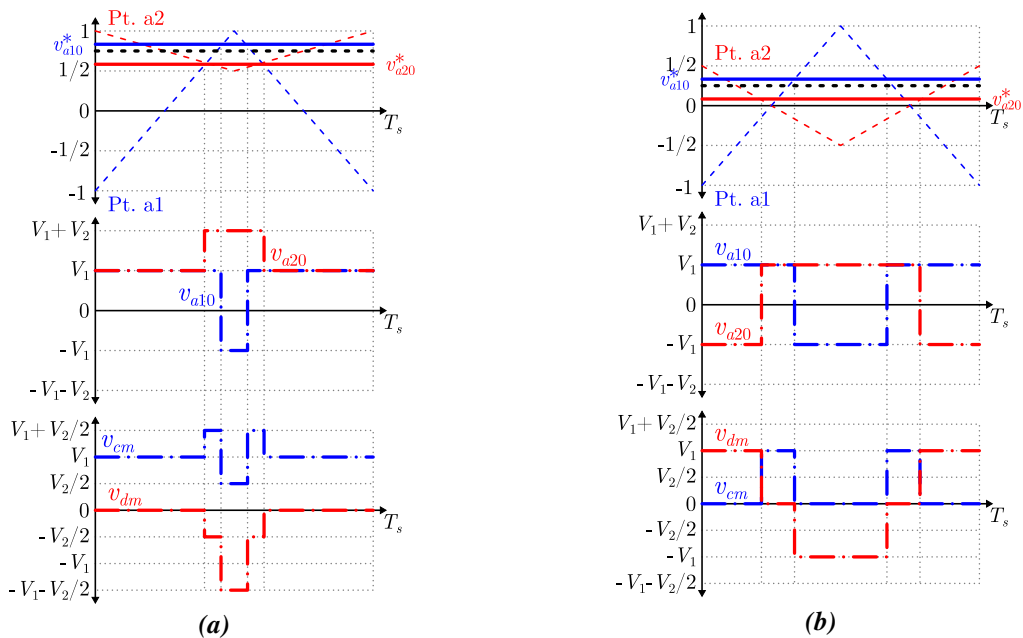 Pt. a2
1
v*a10
1/2
v*a20
0
Ts
-1/2
-1
Pt. a1
V1+ V2
V1
va20
va10
0
Ts
- V1
- V1- V2
V1+ V2/2
vcm
V1
V2/2
vdm
0
Ts
- V2/2
- V1
- V1- V2/2
(a)
1
Pt. a2
1/2
v*a10
0
v*a20
Ts
-1/2
-1
Pt. a1
V1+ V2
V1
va10
0
Ts
va20
- V1
- V1- V2
V1+ V2/2
vdm
V1
V2/2
vcm
0
Ts
- V2/2
- V1
- V1- V2/2
(b)